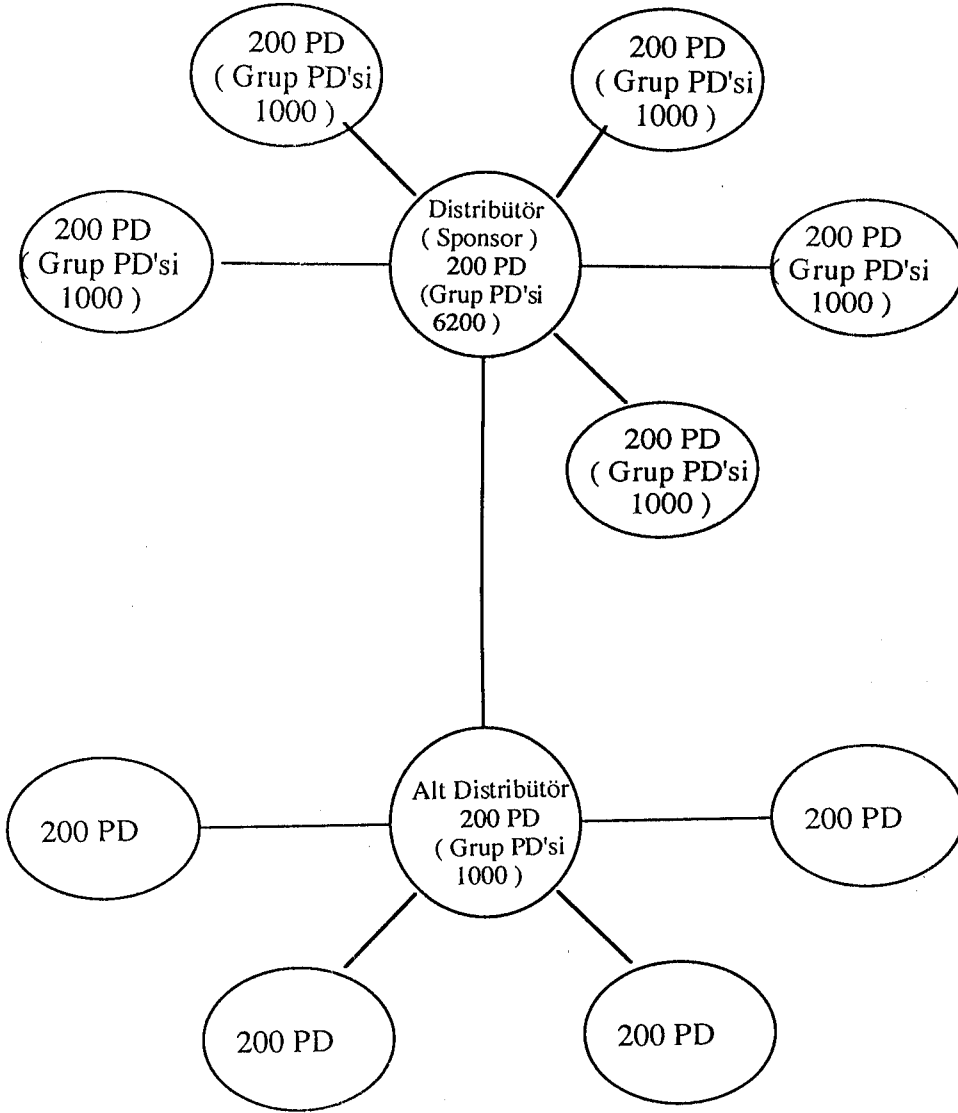 200 PD
( Grup PD'si
1000 )
200 PD
( Grup PD'si
1000 )
200 PD
( Grup PD'si
1000 )
Distribütör
( Sponsor )
200 PD
(Grup PD'si
6200 )
200 PD
( Grup PD'si
1000 )
200 PD
( Grup PD'si
1000 )
Alt Distribütör
200 PD
( Grup PD'si
1000 )
200 PD
200 PD
200 PD
200 PD